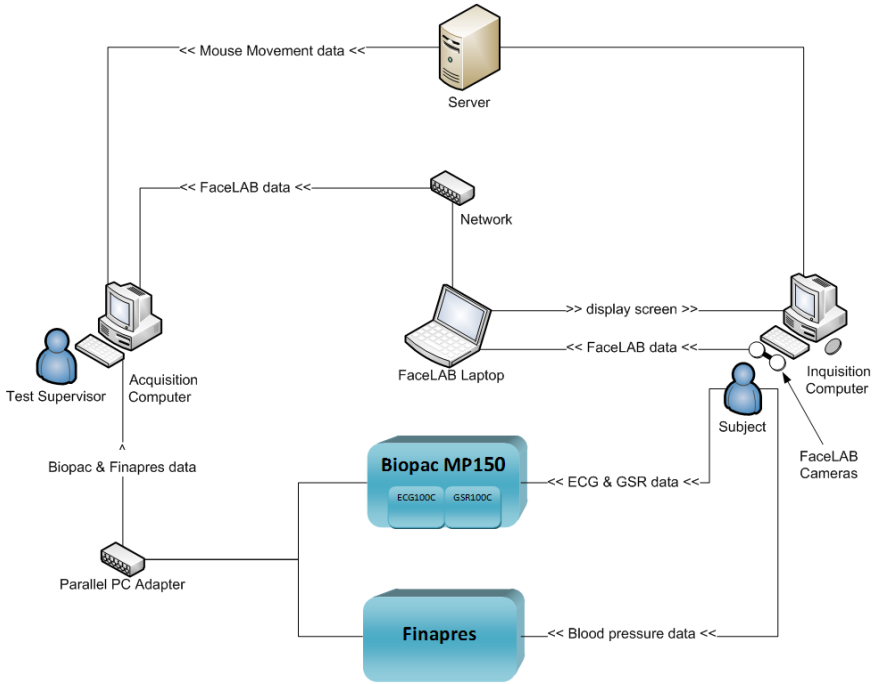 << Mouse Movement data <<
Server
<< FaceLAB data <<
Network
>> display screen >>
<< FaceLAB data <<
FaceLAB Laptop
Inquisition
Computer
Test Supervisor
Acquisition
Computer
Subject
FaceLAB
Cameras
^
Biopac & Finapres data
Biopac MP150
ECG100C
GSR100C
<< ECG & GSR data <<
Parallel PC Adapter
Finapres
<< Blood pressure data <<